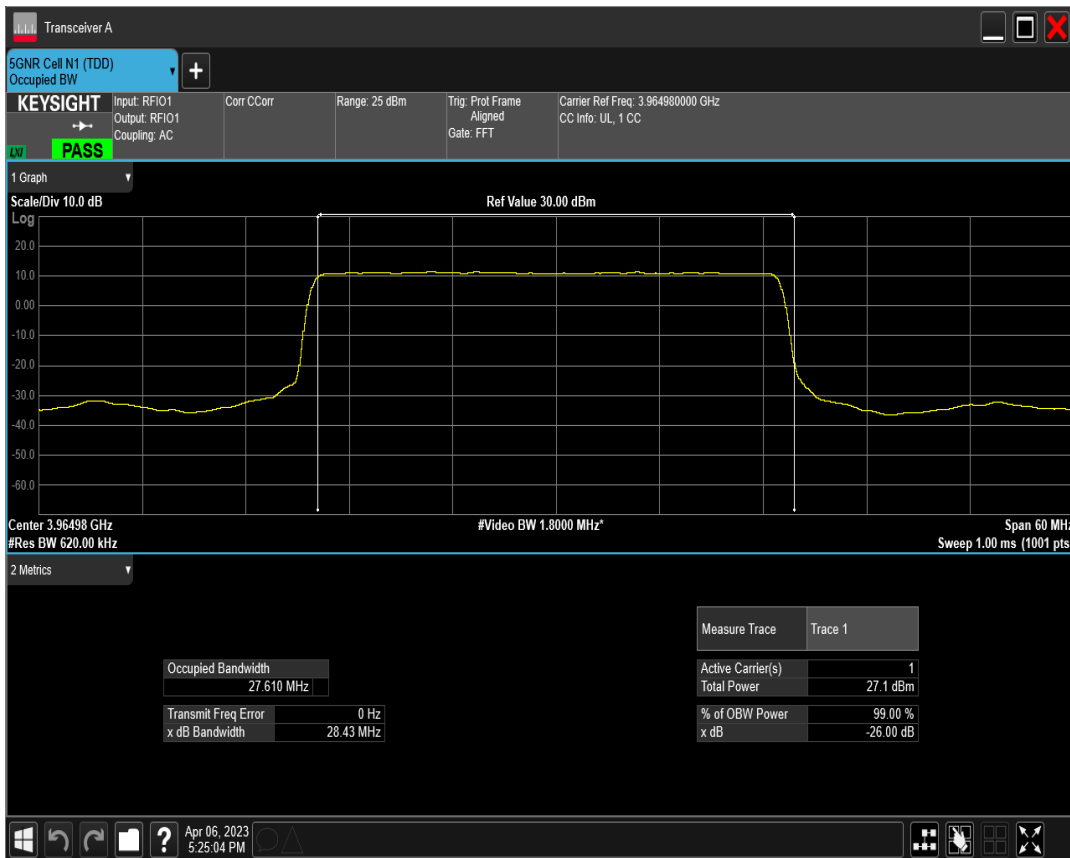 Transceiver A
5GNR Cell N1 (TDD)
Occupied BW
KEYSIGHT
LXI
PASS
Input: RFIO1
Output: RFIO1
Coupling: AC
Corr CCorr
Range: 25 dBm
Trig: Prot Frame
Aligned
Gate: FFT
Carrier Ref Freq: 3.964980000 GHz
CC Info: UL, 1 CC
1 Graph
Scale/Div 10.0 dB
Ref Value 30.00 dBm
Log
20.0
10.0
0.00
-10.0
-20.0
-30.0
-40.0
-50.0
-60.0
Center 3.96498 GHz
#Video BW 1.8000 MHz*
Span 60 MHz
#Res BW 620.00 kHz
Sweep 1.00 ms (1001 pts
2 Metrics
Measure Trace Trace 1
Occupied Bandwidth
27.610 MHz
Active Carrier(s) 1
Total Power 27.1 dBm
Transmit Freq Error 0 Hz
x dB Bandwidth 28.43 MHz
% of OBW Power 99.00 %
x dB -26.00 dB
?
Apr 06, 2023
5:25:04 PM